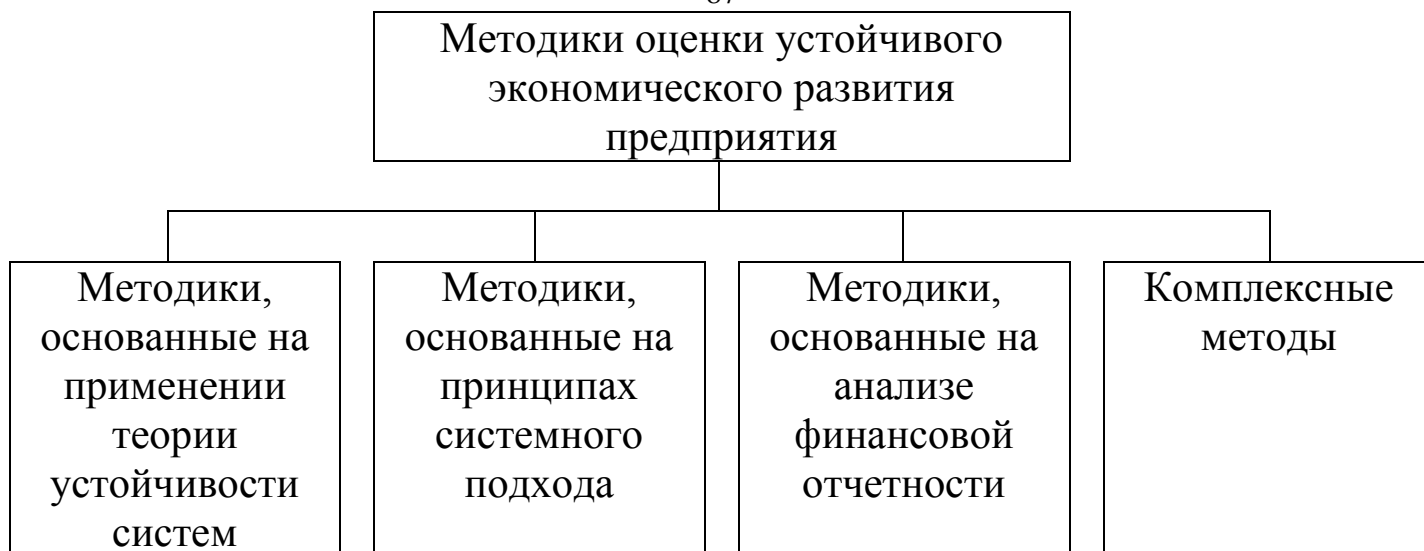 Методики оценки устойчивого
экономического развития
предприятия
Методики,
основанные на
применении
теории
устойчивости
систем
Методики,
основанные на
принципах
системного
подхода
Методики,
основанные на
анализе
финансовой
отчетности
Комплексные
методы